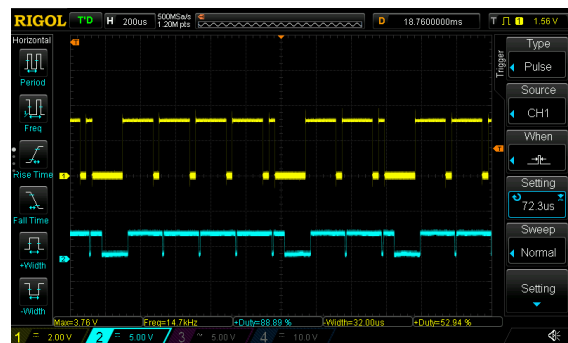 RIGOL T'D H 200us 500MSa/s 1.20M pts D 18.7600000ms T 1 1.56 V
Horizontal
Period
Freq
Rise Time
Fall Time
+Width
-Width
T
T
1
2
Trigger
Type
Pulse
Source
CH1
When
Setting
72.3us
Sweep
Normal
Setting
Max=3.76 V Freq=14.7kHz +Duty=88.89 % -Width=32.00us +Duty=52.94 %
1 = 2.00 V 2 = 5.00 V 3 ~ 5.00 V 4 = 10.0 V